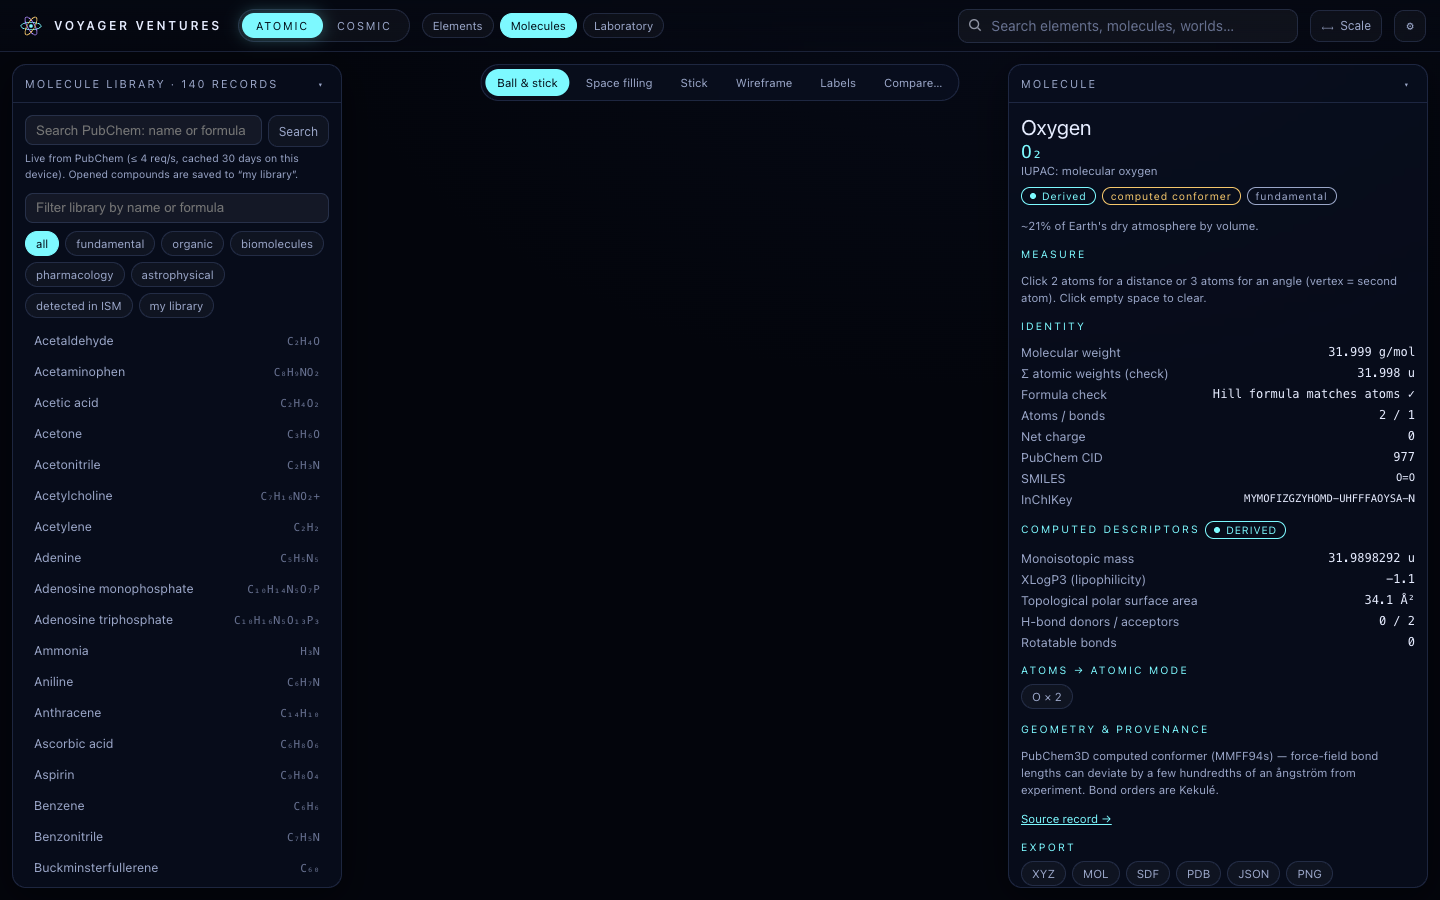 VOYAGER VENTURES
ATOMIC COSMIC
Elements Molecules Laboratory
Search elements, molecules, worlds...
Scale
MOLECULE LIBRARY · 140 RECORDS
Search PubChem: name or formula
Search
Live from PubChem (≤ 4 req/s, cached 30 days on this
device). Opened compounds are saved to “my library”.
Filter library by name or formula
all fundamental organic biomolecules
pharmacology astrophysical
detected in ISM my library
Acetaldehyde C₂H₄O
Acetaminophen C₈H₉NO₂
Acetic acid C₂H₄O₂
Acetone C₃H₆O
Acetonitrile C₂H₃N
Acetylcholine C₇H₁₆NO₂+
Acetylene C₂H₂
Adenine C₅H₅N₅
Adenosine monophosphate C₁₀H₁₄N₅O₇P
Adenosine triphosphate C₁₀H₁₆N₅O₁₃P₃
Ammonia H₃N
Aniline C₆H₇N
Anthracene C₁₄H₁₀
Ascorbic acid C₆H₈O₆
Aspirin C₉H₈O₄
Benzene C₆H₆
Benzonitrile C₇H₅N
Buckminsterfullerene C₆₀
Ball & stick Space filling Stick Wireframe Labels Compare…
MOLECULE
Oxygen
O₂
IUPAC: molecular oxygen
Derived computed conformer fundamental
~21% of Earth's dry atmosphere by volume.
MEASURE
Click 2 atoms for a distance or 3 atoms for an angle (vertex = second
atom). Click empty space to clear.
IDENTITY
Molecular weight 31.999 g/mol
Σ atomic weights (check) 31.998 u
Formula check Hill formula matches atoms ✓
Atoms / bonds 2 / 1
Net charge 0
PubChem CID 977
SMILES O=O
InChIKey MYMOFIZGZYHOMD-UHFFFAOYSA-N
COMPUTED DESCRIPTORS DERIVED
Monoisotopic mass 31.9898292 u
XLogP3 (lipophilicity) −1.1
Topological polar surface area 34.1 Å²
H-bond donors / acceptors 0 / 2
Rotatable bonds 0
ATOMS → ATOMIC MODE
O × 2
GEOMETRY & PROVENANCE
PubChem3D computed conformer (MMFF94s) — force-field bond
lengths can deviate by a few hundredths of an ångström from
experiment. Bond orders are Kekulé.
Source record →
EXPORT
XYZ MOL SDF PDB JSON PNG